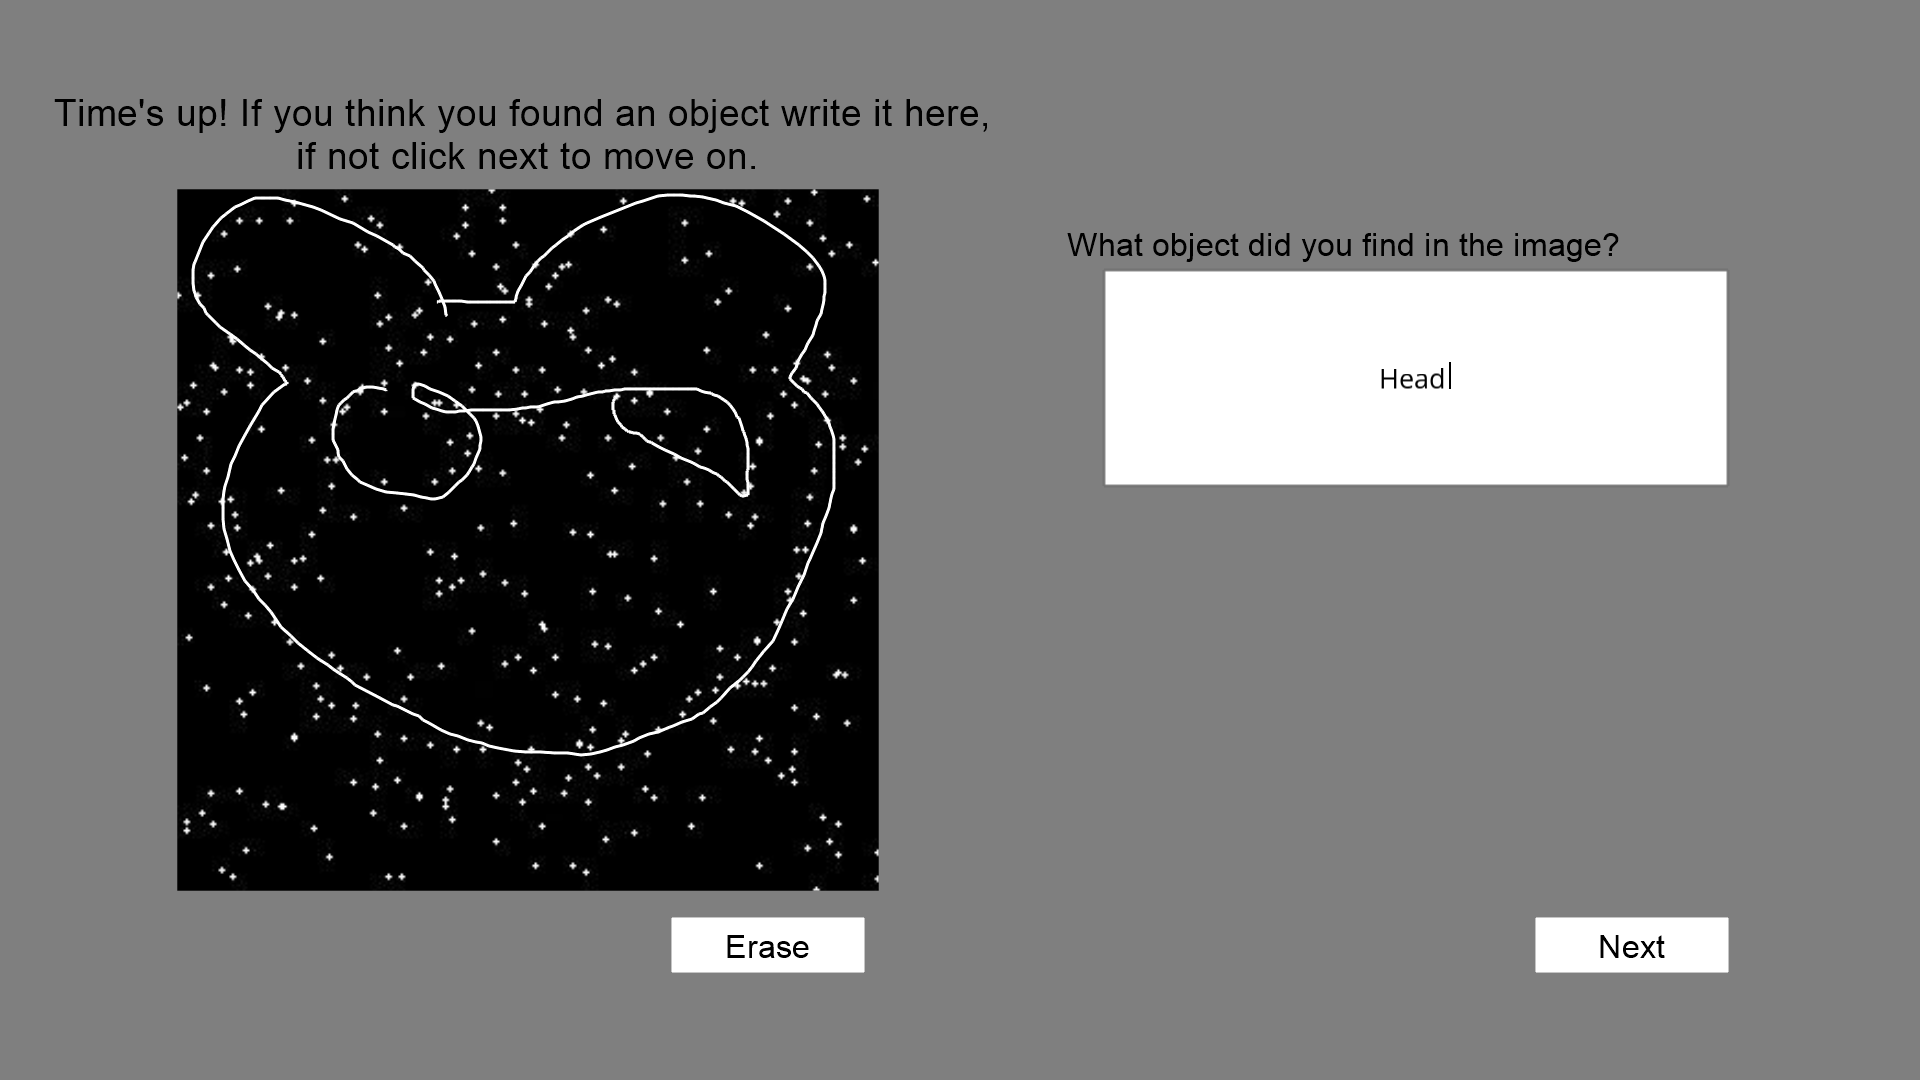 Time's up! If you think you found an object write it here,
if not click next to move on.
What object did you find in the image?
Head
Erase
Next